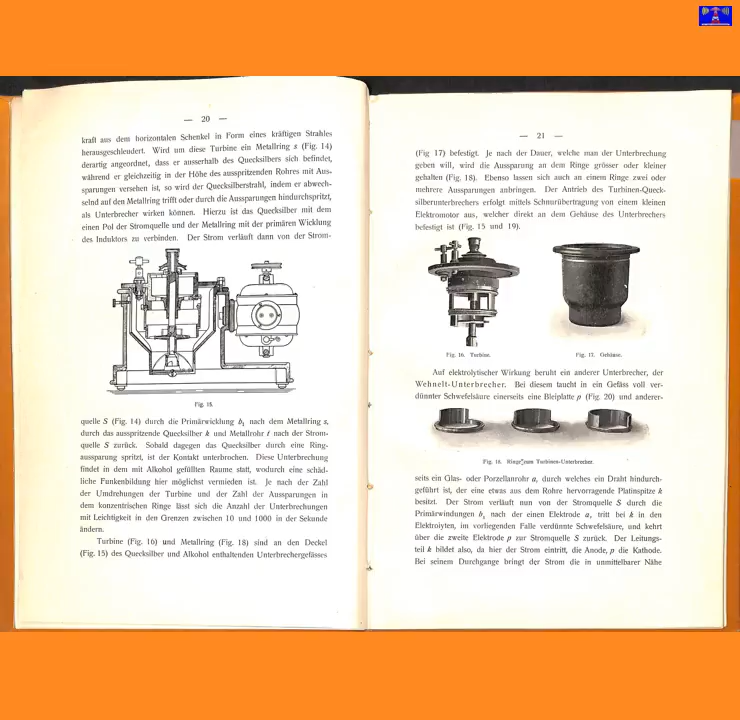 — 20 —
kraft aus dem horizontalen Schenkel in Form eines kräftigen Strahles
herausgeschleudert. Wird um diese Turbine ein Metallring s (Fig. 14)
derartig angeordnet, dass er ausserhalb des Quecksilbers sich befindet,
während er gleichzeitig in der Höhe des ausspritzenden Rohres mit Aus-
sparungen versehen ist, so wird der Quecksilberstrahl, indem er abwech-
selnd auf den Metallring trifft oder durch die Aussparungen hindurchspritzt,
als Unterbrecher wirken können. Hierzu ist das Quecksilber mit dem
einen Pol der Stromquelle und der Metallring mit der primären Wicklung
des Induktors zu verbinden. Der Strom verläuft dann von der Strom-
Fig. 15.
quelle S (Fig. 14) durch die Primärwicklung b₁ nach dem Metallring s,
durch das ausspritzende Quecksilber k und Metallrohr t nach der Strom-
quelle S zurück. Sobald dagegen das Quecksilber durch eine Ring-
aussparung spritzt, ist der Kontakt unterbrochen. Diese Unterbrechung
findet in dem mit Alkohol gefüllten Raume statt, wodurch eine schäd-
liche Funkenbildung hier möglichst vermieden ist. Je nach der Zahl
der Umdrehungen der Turbine und der Zahl der Aussparungen in
dem konzentrischen Ringe lässt sich die Anzahl der Unterbrechungen
mit Leichtigkeit in den Grenzen zwischen 10 und 1000 in der Sekunde
ändern.
Turbine (Fig. 16) und Metallring (Fig. 18) sind an den Deckel
(Fig. 15) des Quecksilber und Alkohol enthaltenden Unterbrechergefässes
— 21 —
(Fig 17) befestigt. Je nach der Dauer, welche man der Unterbrechung
geben will, wird die Aussparung an dem Ringe grösser oder kleiner
gehalten (Fig. 18). Ebenso lassen sich auch an einem Ringe zwei oder
mehrere Aussparungen anbringen. Der Antrieb des Turbinen-Queck-
silberunterbrechers erfolgt mittels Schnurübertragung von einem kleinen
Elektromotor aus, welcher direkt an dem Gehäuse des Unterbrechers
befestigt ist (Fig. 15 und 19).
Fig. 16. Turbine.
Fig. 17. Gehäuse.
Auf elektrolytischer Wirkung beruht ein anderer Unterbrecher, der
Wehnelt-Unterbrecher. Bei diesem taucht in ein Gefäss voll ver-
dünnter Schwefelsäure einerseits eine Bleiplatte p (Fig. 20) und anderer-
Fig. 18. Ringe zum Turbinen-Unterbrecher.
seits ein Glas- oder Porzellanrohr a, durch welches ein Draht hindurch-
geführt ist, der eine etwas aus dem Rohre hervorragende Platinspitze k
besitzt. Der Strom verläuft nun von der Stromquelle S durch die
Primärwindungen b₁ nach der einen Elektrode a, tritt bei k in den
Elektrolyten, im vorliegenden Falle verdünnte Schwefelsäure, und kehrt
über die zweite Elektrode p zur Stromquelle S zurück. Der Leitungs-
teil k bildet also, da hier der Strom eintritt, die Anode, p die Kathode.
Bei seinem Durchgange bringt der Strom die in unmittelbarer Nähe